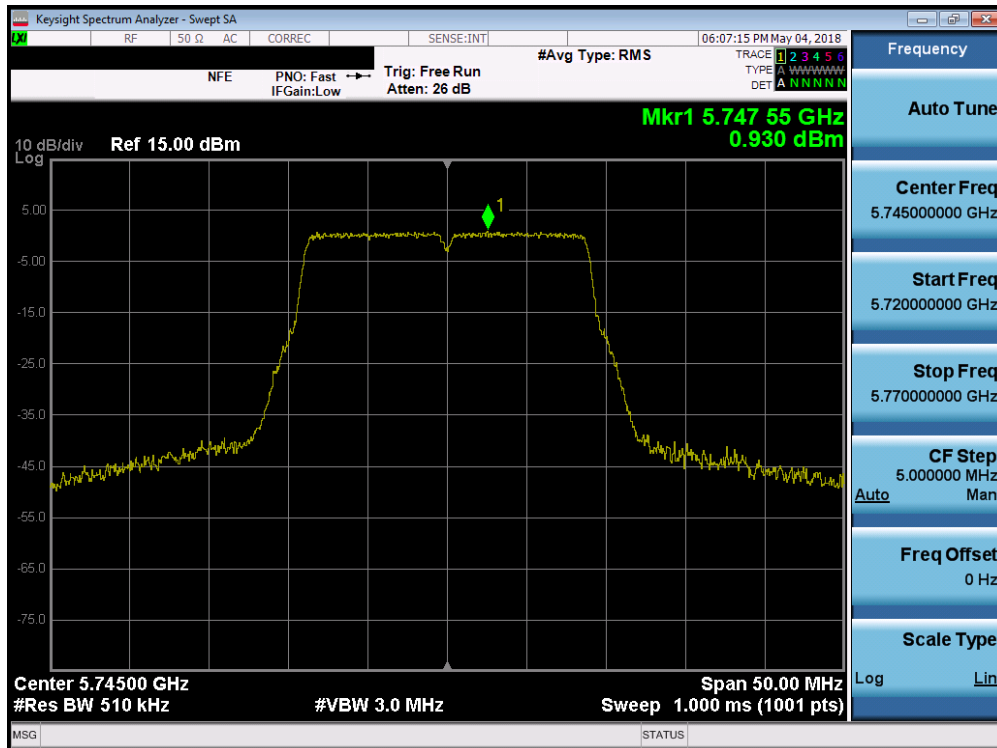 Keysight Spectrum Analyzer - Swept SA
LXI RF 50 Ω AC CORREC SENSE:INT 06:07:15 PM May 04, 2018
NFE
PNO: Fast
IFGain:Low
Trig: Free Run
Atten: 26 dB
#Avg Type: RMS
TRACE 1 2 3 4 5 6
TYPE A W W W W W
DET A N N N N N
Mkr1 5.747 55 GHz
0.930 dBm
10 dB/div
Log
Ref 15.00 dBm
1
5.00
-5.00
-15.0
-25.0
-35.0
-45.0
-55.0
-65.0
-75.0
Center 5.74500 GHz
Span 50.00 MHz
#Res BW 510 kHz
#VBW 3.0 MHz
Sweep 1.000 ms (1001 pts)
MSG
STATUS
Frequency
Auto Tune
Center Freq
5.745000000 GHz
Start Freq
5.720000000 GHz
Stop Freq
5.770000000 GHz
CF Step
5.000000 MHz
Auto Man
Freq Offset
0 Hz
Scale Type
Log Lin